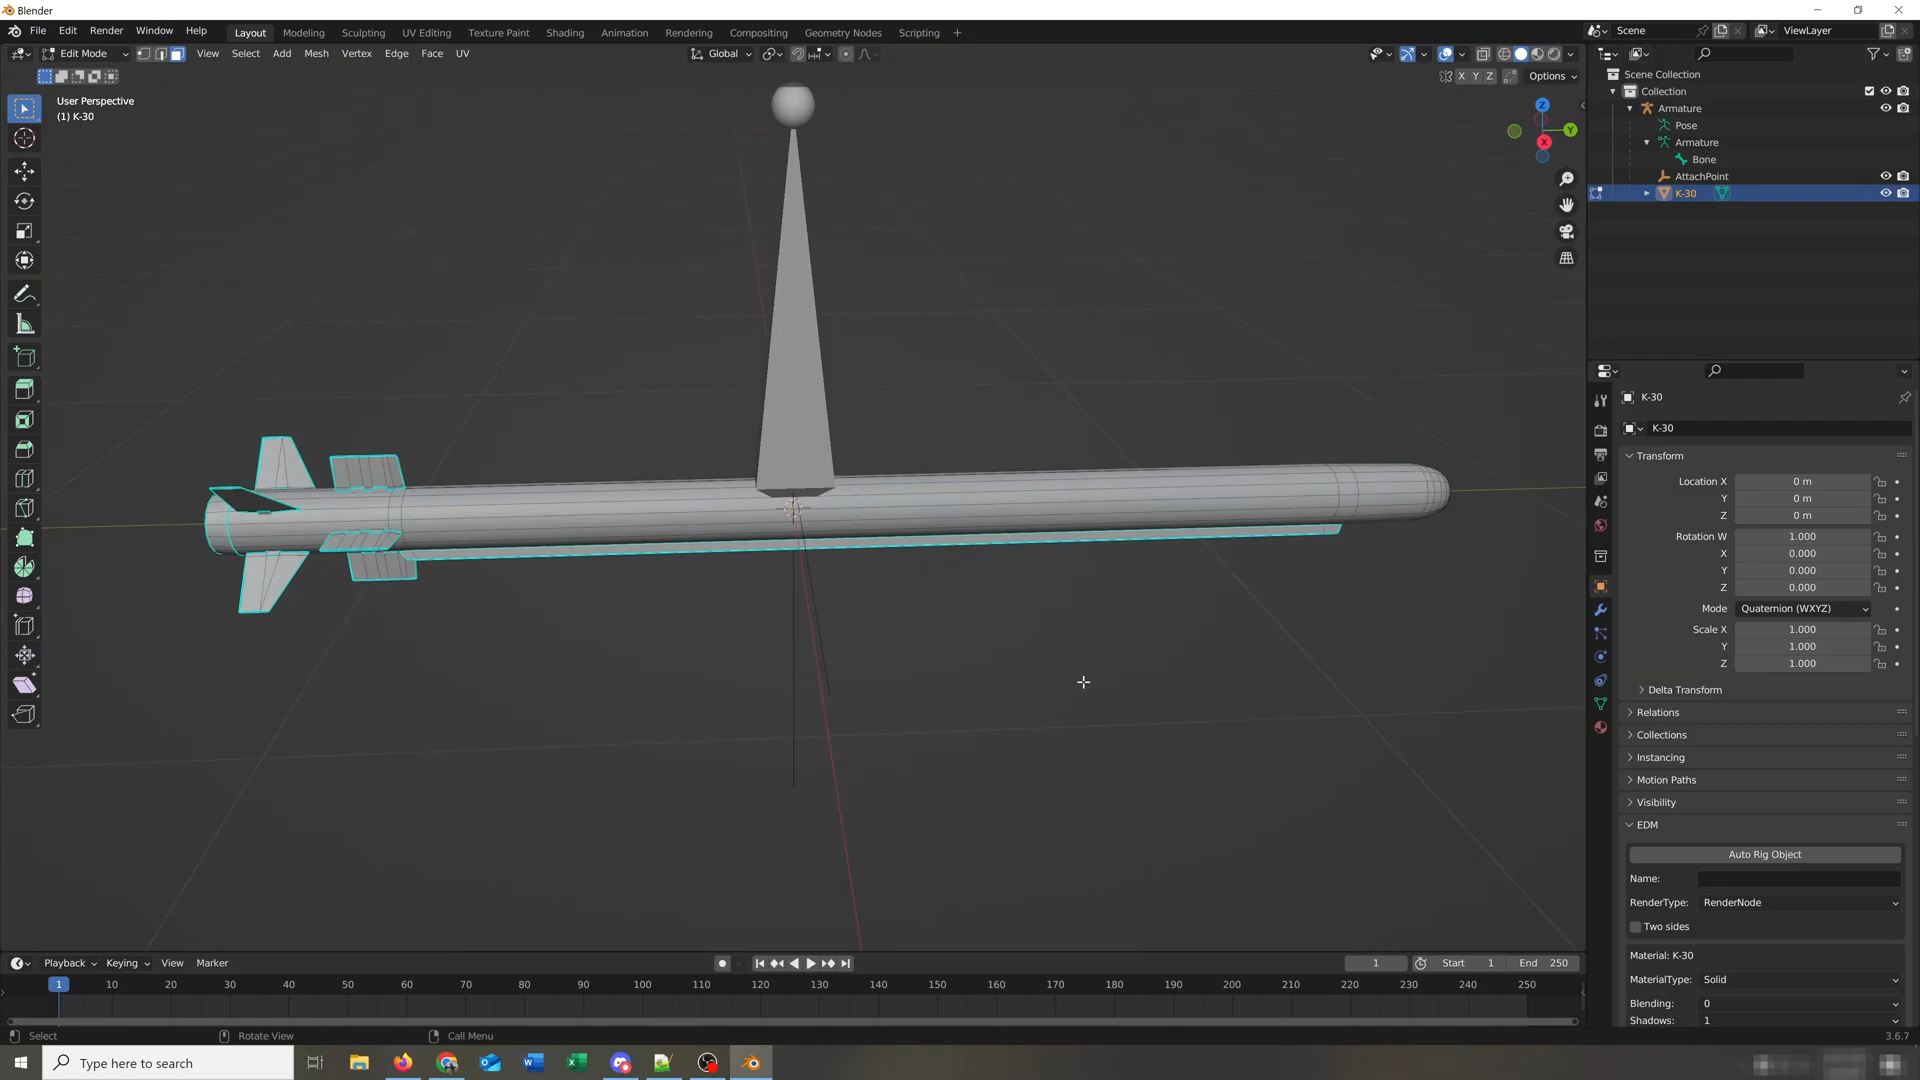 Blender
File Edit Render Window Help Layout Modeling Sculpting UV Editing Texture Paint Shading Animation Rendering Compositing Geometry Nodes Scripting + Scene ViewLayer
Edit Mode View Select Add Mesh Vertex Edge Face UV Global
X Y Z Options
User Perspective
(1) K-30
Z
Y
X
Scene Collection
Collection
Armature
Pose
Armature
Bone
AttachPoint
K-30
K-30
K-30
Transform
Location X 0 m
Y 0 m
Z 0 m
Rotation W 1.000
X 0.000
Y 0.000
Z 0.000
Mode Quaternion (WXYZ)
Scale X 1.000
Y 1.000
Z 1.000
Delta Transform
Relations
Collections
Instancing
Motion Paths
Visibility
EDM
Auto Rig Object
Name:
RenderType: RenderNode
Two sides
Material: K-30
MaterialType: Solid
Blending: 0
Shadows: 1
Playback Keying View Marker 1 Start 1 End 250
1 10 20 30 40 50 60 70 80 90 100 110 120 130 140 150 160 170 180 190 200 210 220 230 240 250
Select Rotate View Call Menu 3.6.7
Type here to search